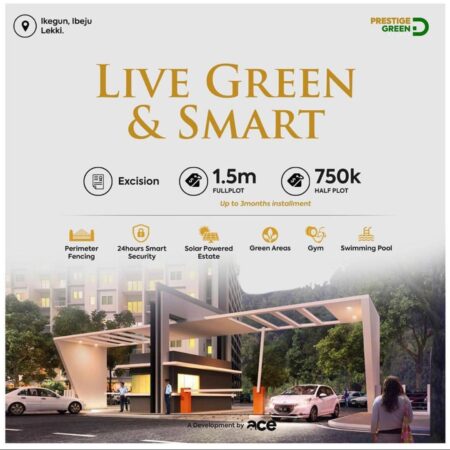 Ikegun, Ibeju
Lekki.
PRESTIGE
GREEN
LIVE GREEN
& SMART
Excision
1.5m
FULLPLOT
750k
HALF PLOT
Up to 3months installment
Perimeter
Fencing
24hours Smart
Security
Solar Powered
Estate
Green Areas
Gym
Swimming Pool
A Development by ace